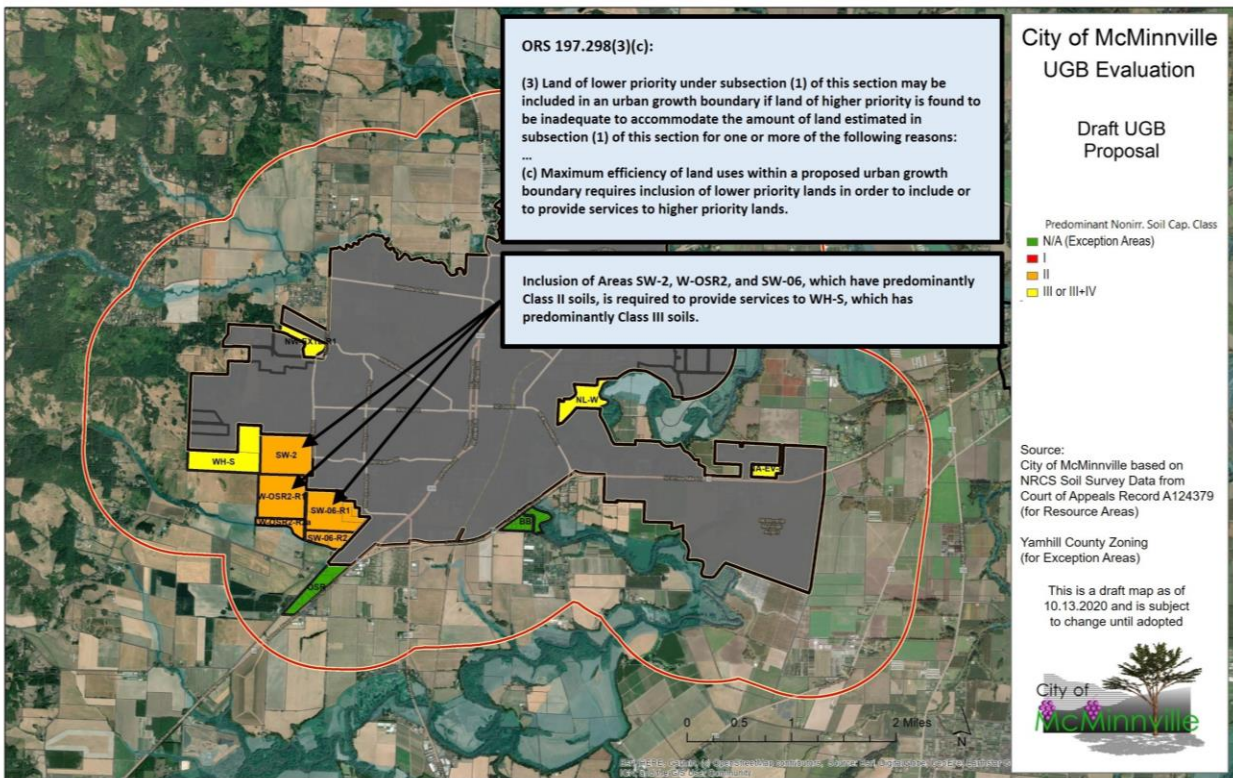 ORS 197.298(3)(c):
(3) Land of lower priority under subsection (1) of this section may be
included in an urban growth boundary if land of higher priority is found to
be inadequate to accommodate the amount of land estimated in
subsection (1) of this section for one or more of the following reasons:
...
(c) Maximum efficiency of land uses within a proposed urban growth
boundary requires inclusion of lower priority lands in order to include or
to provide services to higher priority lands.
Inclusion of Areas SW-2, W-OSR2, and SW-06, which have predominantly
Class II soils, is required to provide services to WH-S, which has
predominantly Class III soils.
NL-W
WH-S
SW-2
W-OSR2-R1
SW-06-R1
SW-06-R2
BB
OSR
0 0.5 1 2 Miles
N
City of McMinnville
UGB Evaluation
Draft UGB
Proposal
Predominant Nonirr. Soil Cap. Class
N/A (Exception Areas)
I
II
III or III+IV
Source:
City of McMinnville based on
NRCS Soil Survey Data from
Court of Appeals Record A124379
(for Resource Areas)
Yamhill County Zoning
(for Exception Areas)
This is a draft map as of
10.13.2020 and is subject
to change until adopted
City of
McMinnville